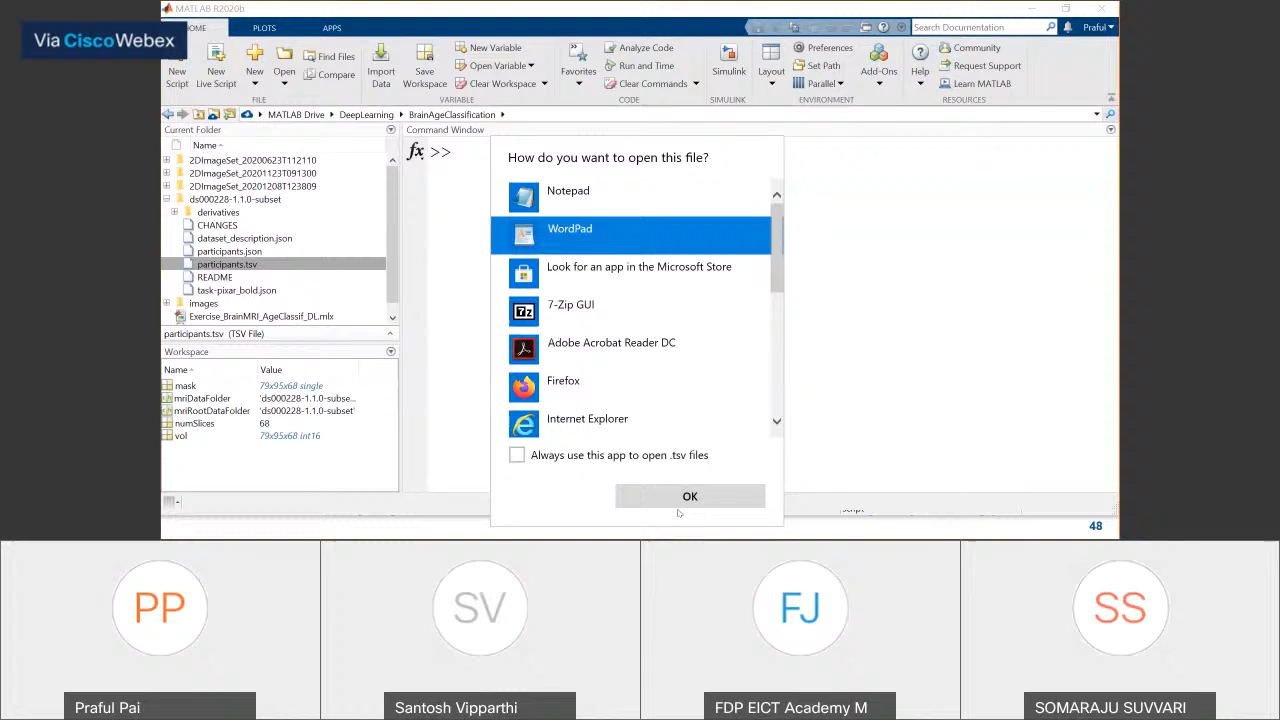 MATLAB R2020b
Via CiscoWebex
HOME
PLOTS
APPS
Search Documentation
Praful
New Script
New Live Script
New
Open
Find Files
Compare
FILE
Import Data
Save Workspace
New Variable
Open Variable
Clear Workspace
VARIABLE
Favorites
Analyze Code
Run and Time
Clear Commands
CODE
Simulink
SIMULINK
Layout
Preferences
Set Path
Parallel
Add-Ons
ENVIRONMENT
Help
Community
Request Support
Learn MATLAB
RESOURCES
MATLAB Drive
DeepLearning
BrainAgeClassification
Current Folder
Name
2DImageSet_20200623T112110
2DImageSet_20201123T091300
2DImageSet_20201208T123809
ds000228-1.1.0-subset
derivatives
CHANGES
dataset_description.json
participants.json
participants.tsv
README
task-pixar_bold.json
images
Exercise_BrainMRI_AgeClassif_DL.mlx
participants.tsv (TSV File)
Workspace
Name Value
mask 79x95x68 single
mriDataFolder 'ds000228-1.1.0-subse...
mriRootDataFolder 'ds000228-1.1.0-subset'
numSlices 68
vol 79x95x68 int16
Command Window
fx >>
How do you want to open this file?
Notepad
WordPad
Look for an app in the Microsoft Store
7-Zip GUI
Adobe Acrobat Reader DC
Firefox
Internet Explorer
Always use this app to open .tsv files
OK
48
PP
SV
FJ
SS
Praful Pai
Santosh Vipparthi
FDP EICT Academy M
SOMARAJU SUVVARI